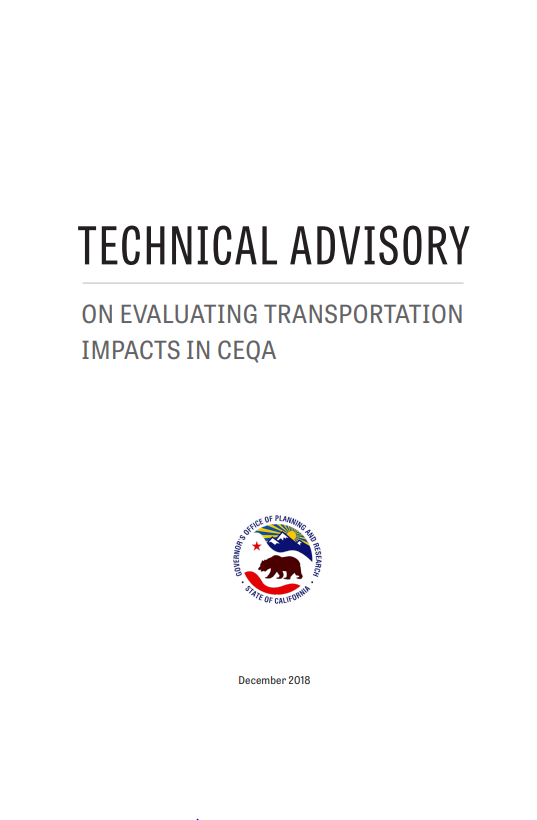 TECHNICAL ADVISORY
ON EVALUATING TRANSPORTATION
IMPACTS IN CEQA
GOVERNOR'S OFFICE OF PLANNING AND RESEARCH
• STATE OF CALIFORNIA •
December 2018